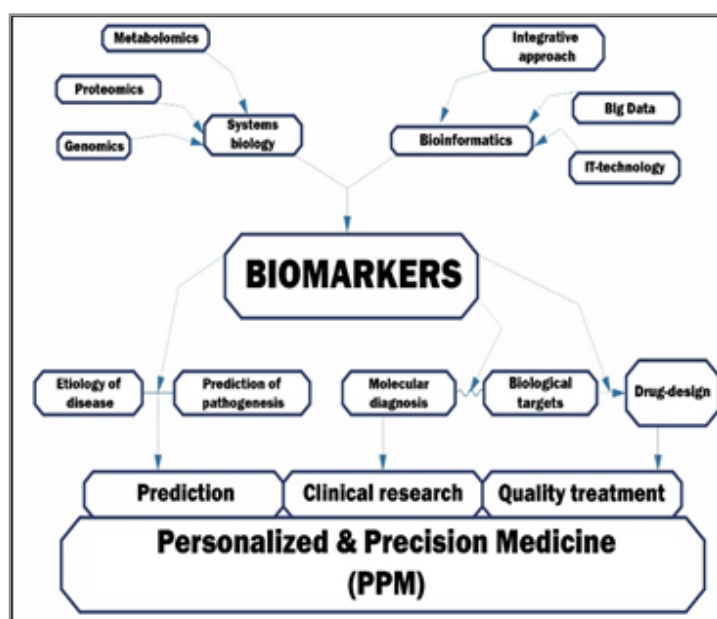 Metabolomics
Integrative
approach
Proteomics
Big Data
Systems
biology
Genomics
Bioinformatics
IT-technology
BIOMARKERS
Etiology of
disease
Prediction of
pathogenesis
Molecular
diagnosis
Biological
targets
Drug-design
Prediction
Clinical research
Quality treatment
Personalized & Precision Medicine
(PPM)